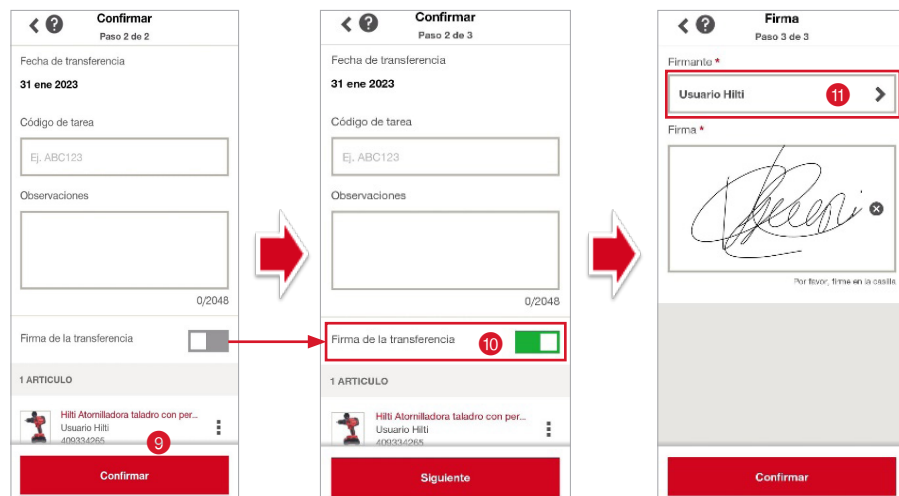 Confirmar
Paso 2 de 2
Fecha de transferencia
31 ene 2023
Código de tarea
Ej. ABC123
Observaciones
0/2048
Firma de la transferencia
1 ARTICULO
Hilti Atornilladora taladro con per...
Usuario Hilti
409334265
9
Confirmar
Confirmar
Paso 2 de 3
Fecha de transferencia
31 ene 2023
Código de tarea
Ej. ABC123
Observaciones
0/2048
Firma de la transferencia
10
1 ARTICULO
Hilti Atornilladora taladro con per...
Usuario Hilti
409334265
Siguiente
Firma
Paso 3 de 3
Firmante *
Usuario Hilti
11
Firma *
Por favor, firme en la casilla
Confirmar